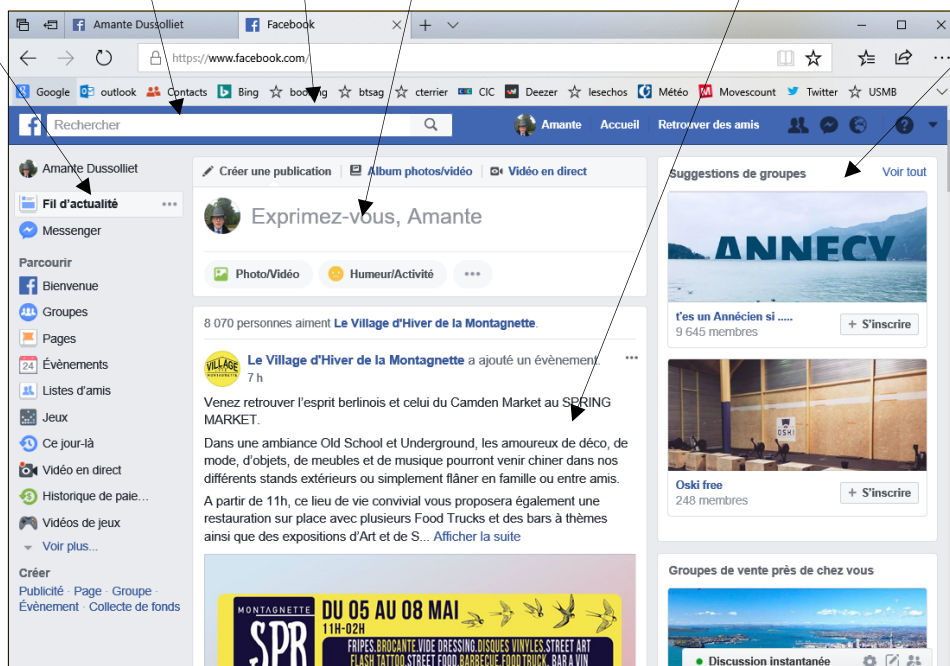 Amante Dussolliet
Facebook
https://www.facebook.com/
Google outlook Contacts Bing booking btsag cterrier CIC Deezer lesechos Météo Movescount Twitter USMB
Rechercher
Amante Accueil Retrouver des amis
Amante Dussolliet
Fil d'actualité
Messenger
Parcourir
Bienvenue
Groupes
Pages
24 Évènements
Listes d'amis
Jeux
Ce jour-là
Vidéo en direct
Historique de paie...
Vidéos de jeux
Voir plus...
Créer
Publicité · Page · Groupe ·
Évènement · Collecte de fonds
Créer une publication Album photos/vidéo Vidéo en direct
Exprimez-vous, Amante
Photo/Vidéo Humeur/Activité
8 070 personnes aiment Le Village d'Hiver de la Montagnette.
VILLAGE
Le Village d'Hiver de la Montagnette a ajouté un évènement.
7 h
Venez retrouver l'esprit berlinois et celui du Camden Market au SPRING
MARKET.
Dans une ambiance Old School et Underground, les amoureux de déco, de
mode, d'objets, de meubles et de musique pourront venir chiner dans nos
différents stands extérieurs ou simplement flâner en famille ou entre amis.
A partir de 11h, ce lieu de vie convivial vous proposera également une
restauration sur place avec plusieurs Food Trucks et des bars à thèmes
ainsi que des expositions d'Art et de S... Afficher la suite
MONTAGNETTE
SPR
DU 05 AU 08 MAI
11H-02H
FRIPES.BROCANTE.VIDE DRESSING.DISQUES VINYLES.STREET ART
FLASH TATTOO.STREET FOOD.BARBECUE.FOOD TRUCK. BAR A VIN
Suggestions de groupes Voir tout
ANNECY
t'es un Annécien si .....
9 645 membres
+ S'inscrire
OSKI
Oski free
248 membres
+ S'inscrire
Groupes de vente près de chez vous
Discussion instantanée